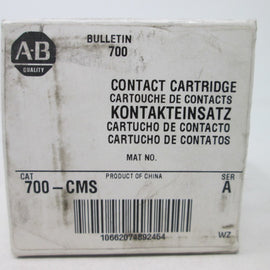 A-B
QUALITY
BULLETIN
700
CONTACT CARTRIDGE
CARTOUCHE DE CONTACTS
KONTAKTEINSATZ
CARTUCHO DE CONTACTO
CARTUCHO DE CONTATOS
MAT NO.
CAT PRODUCT OF CHINA SER
700-CMS A
10662074892464
WZ